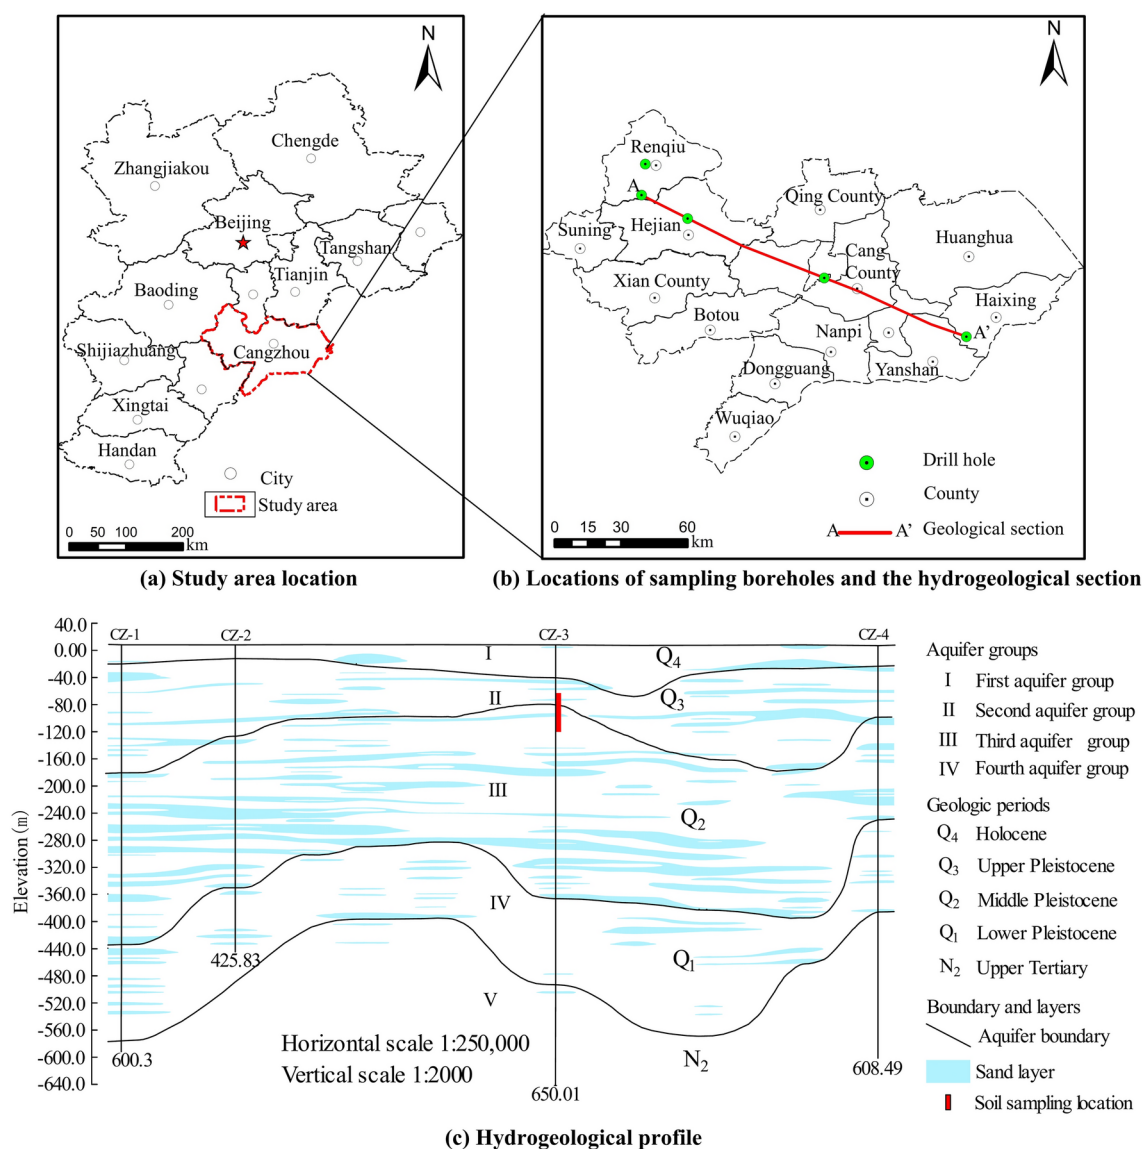 N
Chengde
Zhangjiakou
Beijing
Tangshan
Tianjin
Baoding
Shijiazhuang
Cangzhou
Xingtai
Handan
City
Study area
0 50 100 200
km
(a) Study area location
N
Renqiu
A
Qing County
Suning
Hejian
Huanghua
Cang
County
Xian County
Haixing
Botou
Nanpi
A'
Yanshan
Dongguang
Wuqiao
Drill hole
County
A A' Geological section
0 15 30 60
km
(b) Locations of sampling boreholes and the hydrogeological section
Elevation (m)
40.0
0.00
-40.0
-80.0
-120.0
-160.0
-200.0
-240.0
-280.0
-320.0
-360.0
-400.0
-440.0
-480.0
-520.0
-560.0
-600.0
-640.0
CZ-1
CZ-2
CZ-3
CZ-4
I
Q4
II
Q3
III
Q2
IV
Q1
V
N2
425.83
600.3
650.01
608.49
Horizontal scale 1:250,000
Vertical scale 1:2000
Aquifer groups
I First aquifer group
II Second aquifer group
III Third aquifer group
IV Fourth aquifer group
Geologic periods
Q4 Holocene
Q3 Upper Pleistocene
Q2 Middle Pleistocene
Q1 Lower Pleistocene
N2 Upper Tertiary
Boundary and layers
Aquifer boundary
Sand layer
Soil sampling location
(c) Hydrogeological profile